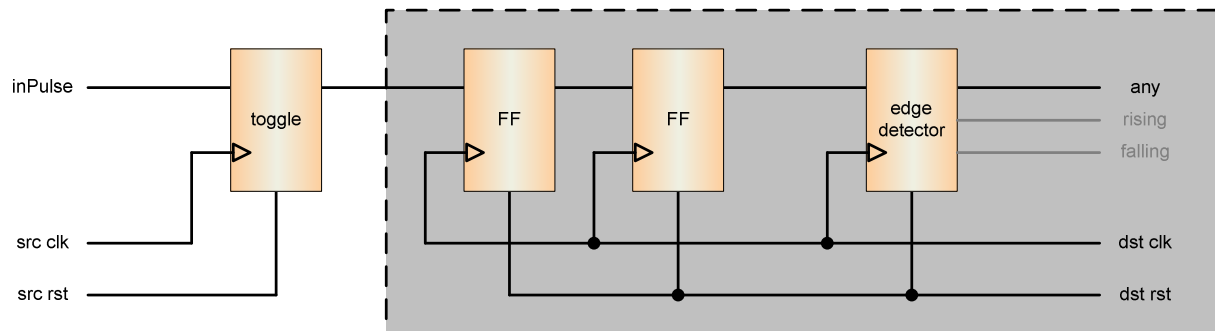 inPulse
toggle
FF
FF
edge
detector
any
rising
falling
src clk
dst clk
src rst
dst rst